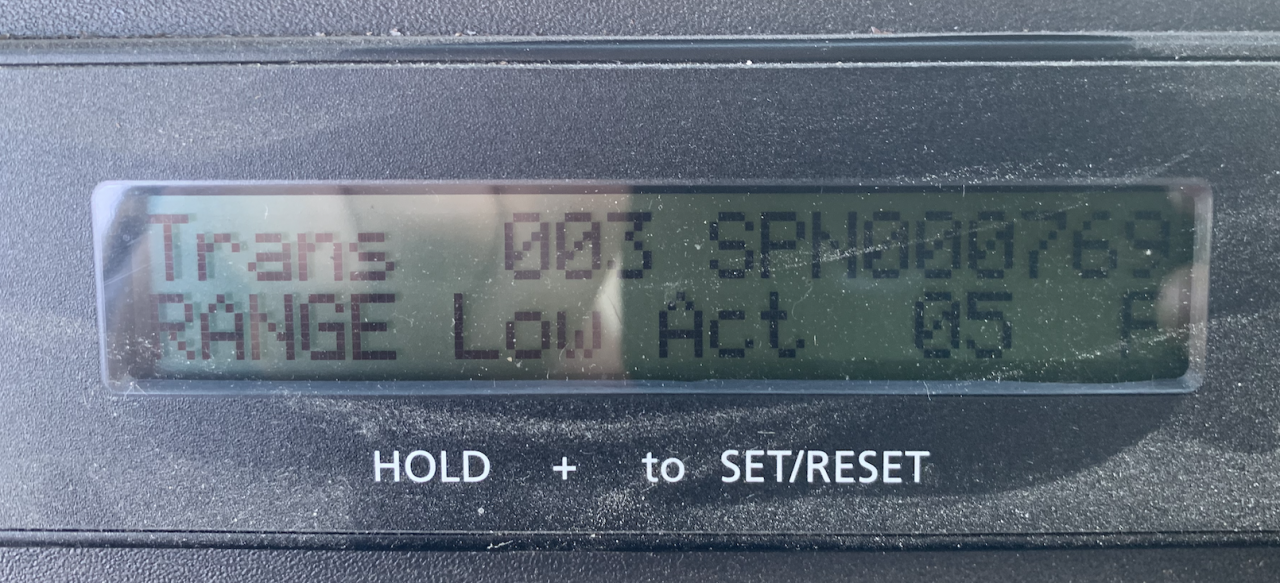 Trans 003 SPN000769
RANGE Low Act 05 F
HOLD + to SET/RESET